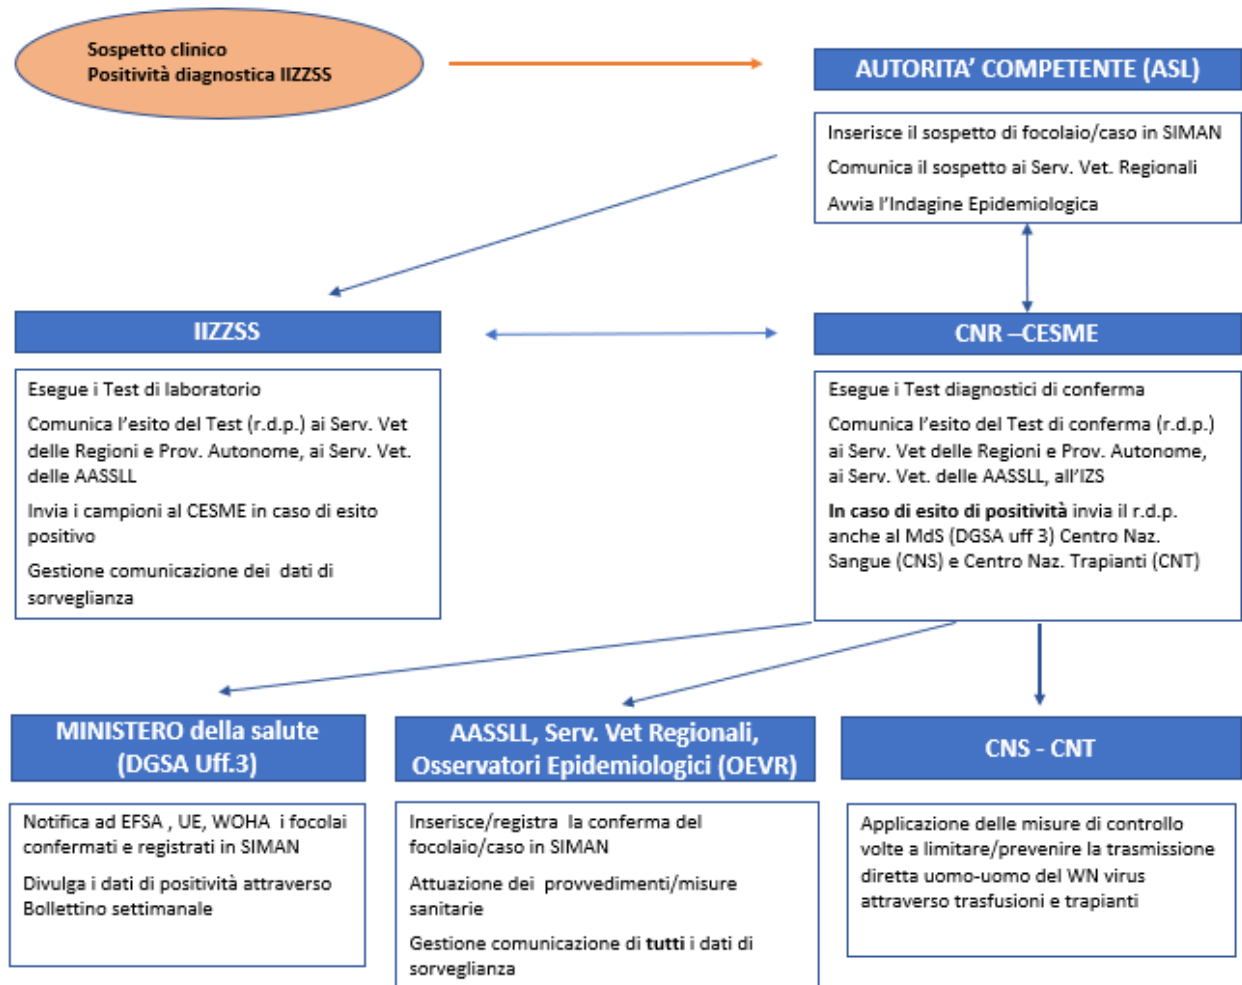 Sospetto clinico
Positività diagnostica IIZZSS
AUTORITA’ COMPETENTE (ASL)
Inserisce il sospetto di focolaio/caso in SIMAN
Comunica il sospetto ai Serv. Vet. Regionali
Avvia l’Indagine Epidemiologica
IIZZSS
Esegue i Test di laboratorio
Comunica l’esito del Test (r.d.p.) ai Serv. Vet
delle Regioni e Prov. Autonome, ai Serv. Vet.
delle AASSLL
Invia i campioni al CESME in caso di esito
positivo
Gestione comunicazione dei dati di
sorveglianza
CNR –CESME
Esegue i Test diagnostici di conferma
Comunica l’esito del Test di conferma (r.d.p.)
ai Serv. Vet delle Regioni e Prov. Autonome,
ai Serv. Vet. delle AASSLL, all’IZS
In caso di esito di positività invia il r.d.p.
anche al MdS (DGSA uff 3) Centro Naz.
Sangue (CNS) e Centro Naz. Trapianti (CNT)
MINISTERO della salute
(DGSA Uff.3)
Notifica ad EFSA , UE, WOHA i focolai
confermati e registrati in SIMAN
Divulga i dati di positività attraverso
Bollettino settimanale
AASSLL, Serv. Vet Regionali,
Osservatori Epidemiologici (OEVR)
Inserisce/registra la conferma del
focolaio/caso in SIMAN
Attuazione dei provvedimenti/misure
sanitarie
Gestione comunicazione di tutti i dati di
sorveglianza
CNS - CNT
Applicazione delle misure di controllo
volte a limitare/prevenire la trasmissione
diretta uomo-uomo del WN virus
attraverso trasfusioni e trapianti